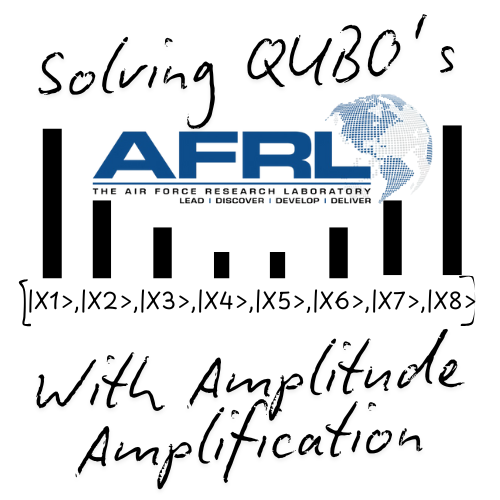 Solving QUBO's
AFRL
THE AIR FORCE RESEARCH LABORATORY
LEAD | DISCOVER | DEVELOP | DELIVER
[|X1>,|X2>,|X3>,|X4>,|X5>,|X6>,|X7>,|X8>]
With Amplitude
Amplification